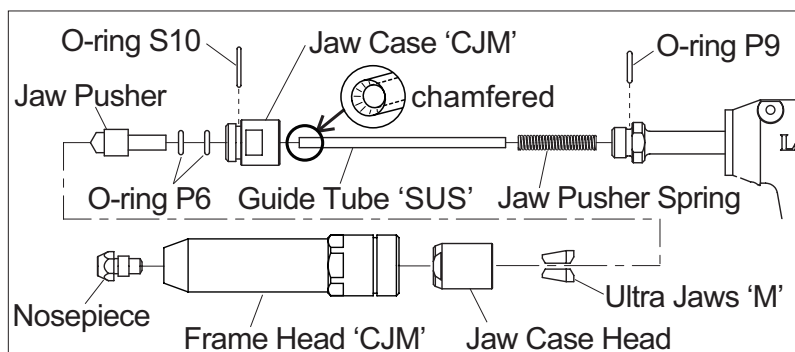 O-ring S10
Jaw Case ‘CJM’
O-ring P9
Jaw Pusher
chamfered
O-ring P6
Guide Tube ‘SUS’
Jaw Pusher Spring
Nosepiece
Frame Head ‘CJM’
Jaw Case Head
Ultra Jaws ‘M’